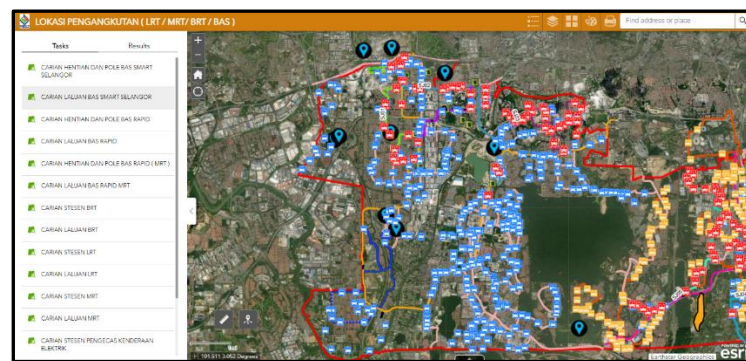 LOKASI PENGANGKUTAN ( LRT / MRT/ BRT / BAS )
Find address or place
Tasks
Results
CARIAN HENTIAN DAN POLE BAS SMART
SELANGOR
CARIAN LALUAN BAS SMART SELANGOR
CARIAN HENTIAN DAN POLE BAS RAPID
CARIAN LALUAN BAS RAPID
CARIAN HENTIAN DAN POLE BAS RAPID ( MRT )
CARIAN LALUAN BAS RAPID MRT
CARIAN STESEN BRT
CARIAN LALUAN BRT
CARIAN STESEN LRT
CARIAN LALUAN LRT
CARIAN STESEN MRT
CARIAN LALUAN MRT
CARIAN STESEN PENGECAS KENDERAAN
ELEKTRIK
Earthstar Geographics
esri